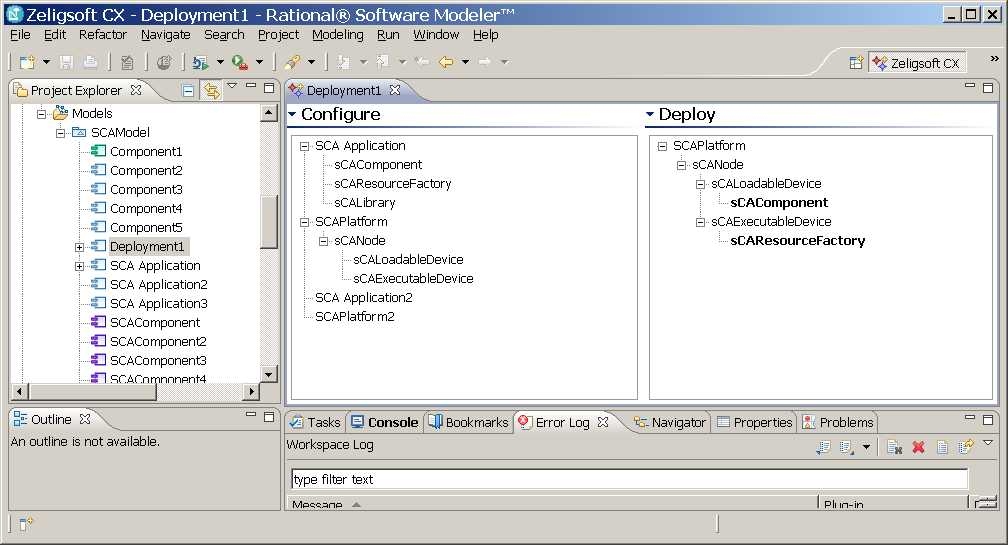 Zeligsoft CX - Deployment1 - Rational® Software Modeler™
File Edit Refactor Navigate Search Project Modeling Run Window Help
Zeligsoft CX
Project Explorer
Models
SCAModel
Component1
Component2
Component3
Component4
Component5
Deployment1
SCA Application
SCA Application2
SCA Application3
SCAComponent
SCAComponent2
SCAComponent3
SCAComponent4
Deployment1
Configure
SCA Application
sCAComponent
sCAResourceFactory
sCALibrary
SCAPlatform
sCANode
sCALoadableDevice
sCAExecutableDevice
SCA Application2
SCAPlatform2
Deploy
SCAPlatform
sCANode
sCALoadableDevice
sCAComponent
sCAExecutableDevice
sCAResourceFactory
Outline
An outline is not available.
Tasks Console Bookmarks Error Log Navigator Properties Problems
Workspace Log
type filter text
Message Plug-in